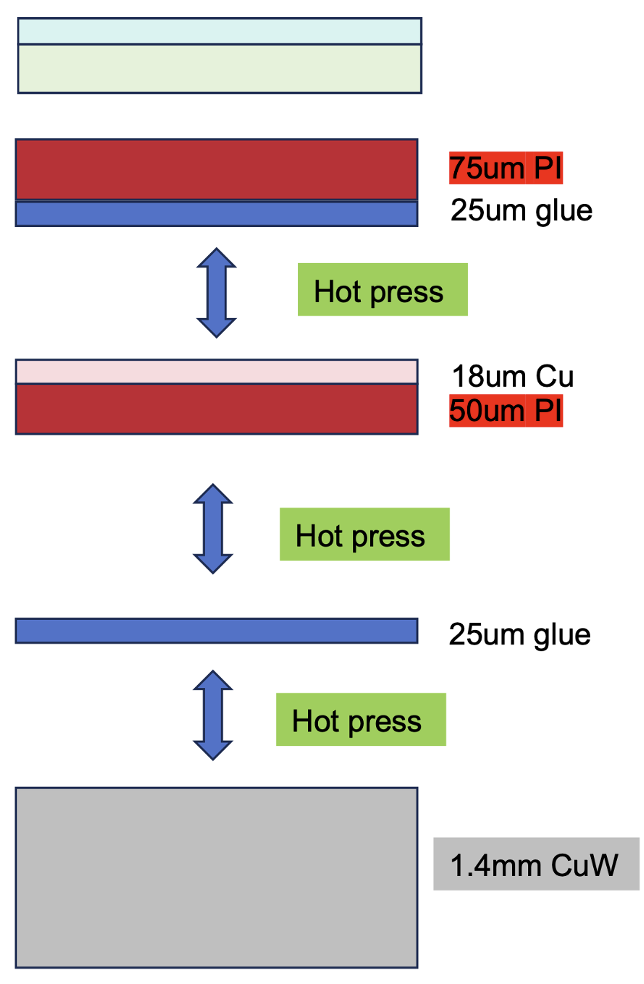 75um PI
25um glue
Hot press
18um Cu
50um PI
Hot press
25um glue
Hot press
1.4mm CuW